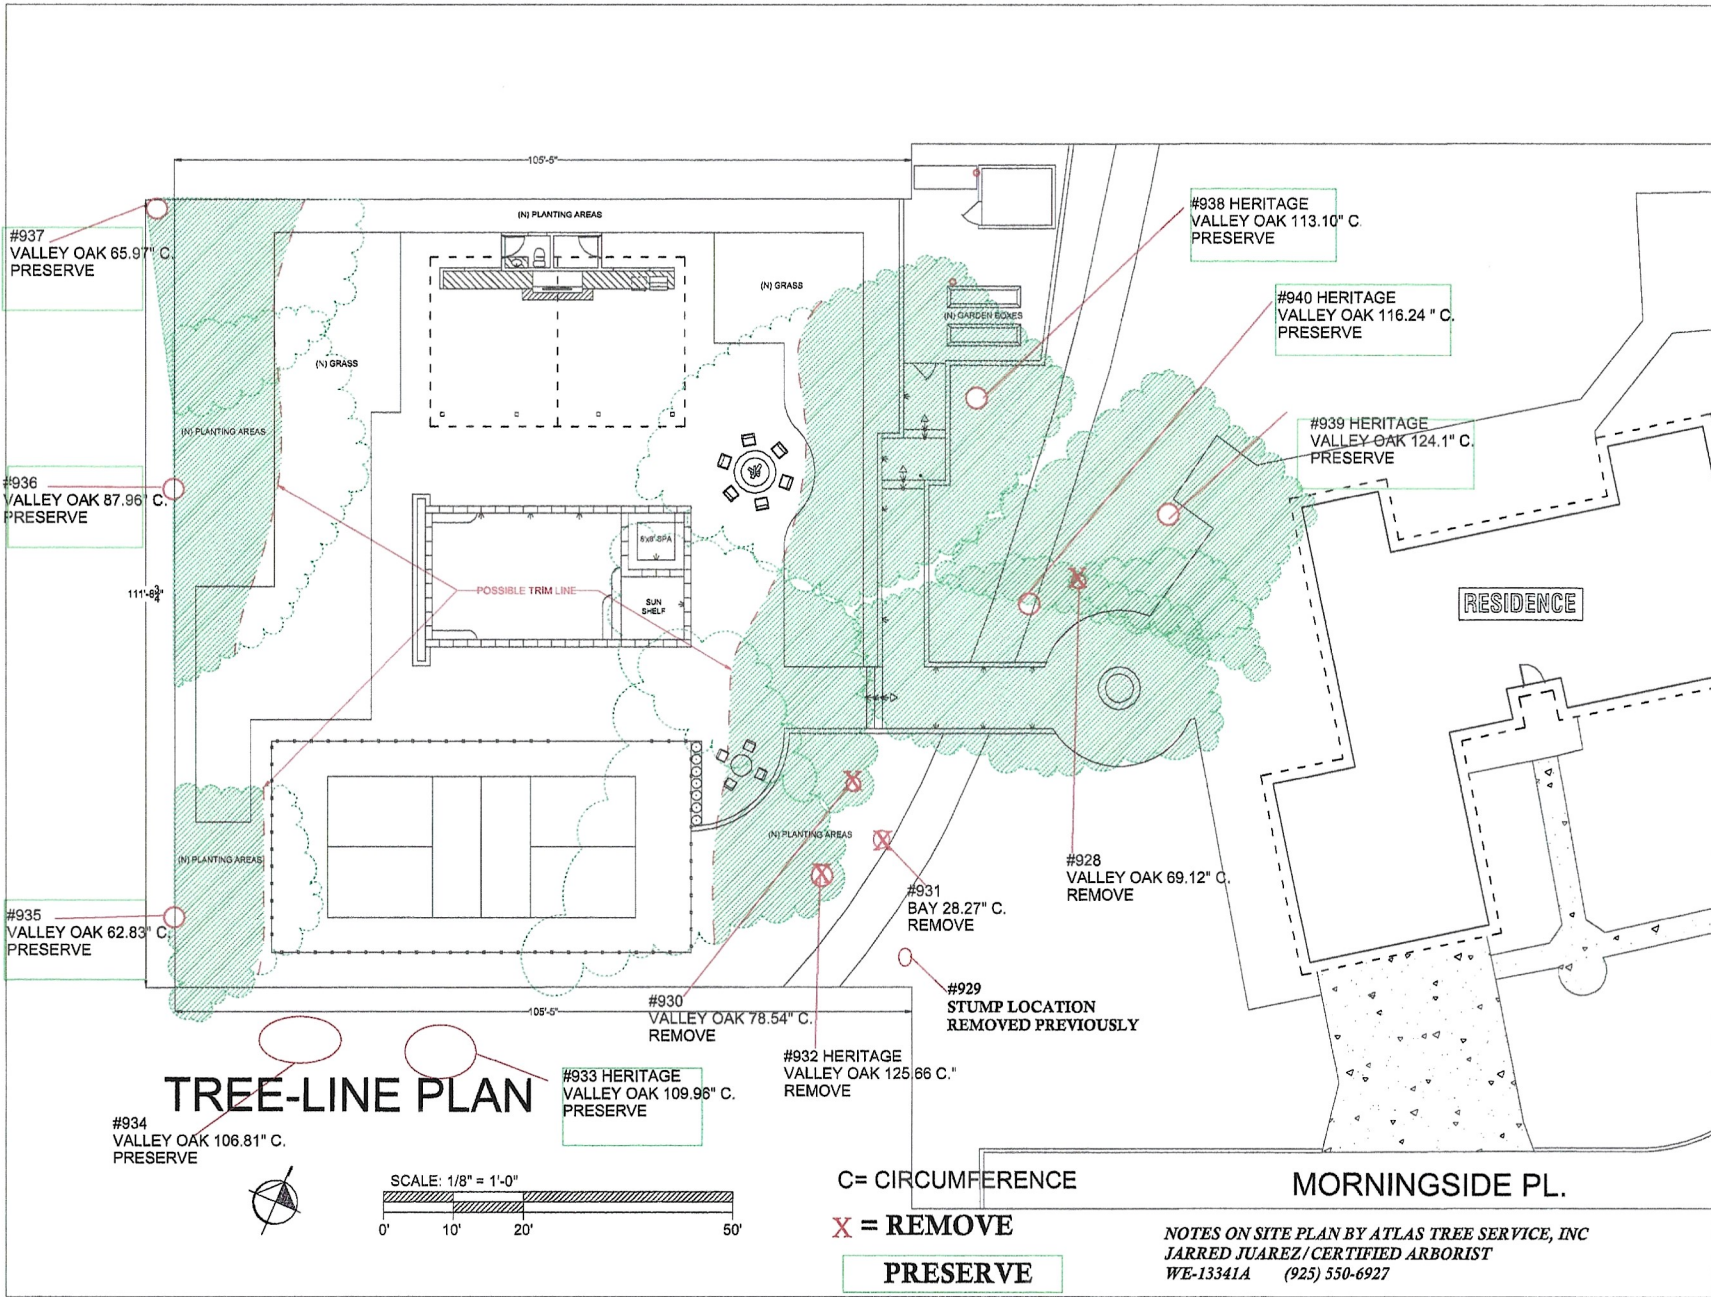 105'-5"
(N) PLANTING AREAS
#937
VALLEY OAK 65.97" C.
PRESERVE
#938 HERITAGE
VALLEY OAK 113.10" C.
PRESERVE
(N) GRASS
#940 HERITAGE
VALLEY OAK 116.24 " C.
PRESERVE
(N) GARDEN BOXES
(N) GRASS
(N) PLANTING AREAS
#939 HERITAGE
VALLEY OAK 124.1" C.
PRESERVE
#936
VALLEY OAK 87.96" C.
PRESERVE
SUN
SHELF
POSSIBLE TRIM LINE
RESIDENCE
(N) PLANTING AREAS
(N) PLANTING AREAS
#928
VALLEY OAK 69.12" C.
REMOVE
#931
BAY 28.27" C.
REMOVE
#935
VALLEY OAK 62.83" C.
PRESERVE
#929
STUMP LOCATION
REMOVED PREVIOUSLY
#930
VALLEY OAK 78.54" C.
REMOVE
105'-5"
#932 HERITAGE
VALLEY OAK 125.66 C."
REMOVE
#933 HERITAGE
VALLEY OAK 109.96" C.
PRESERVE
TREE-LINE PLAN
#934
VALLEY OAK 106.81" C.
PRESERVE
SCALE: 1/8" = 1'-0"
0' 10' 20' 50'
C= CIRCUMFERENCE
X = REMOVE
PRESERVE
MORNINGSIDE PL.
NOTES ON SITE PLAN BY ATLAS TREE SERVICE, INC
JARRED JUAREZ/CERTIFIED ARBORIST
WE-13341A (925) 550-6927